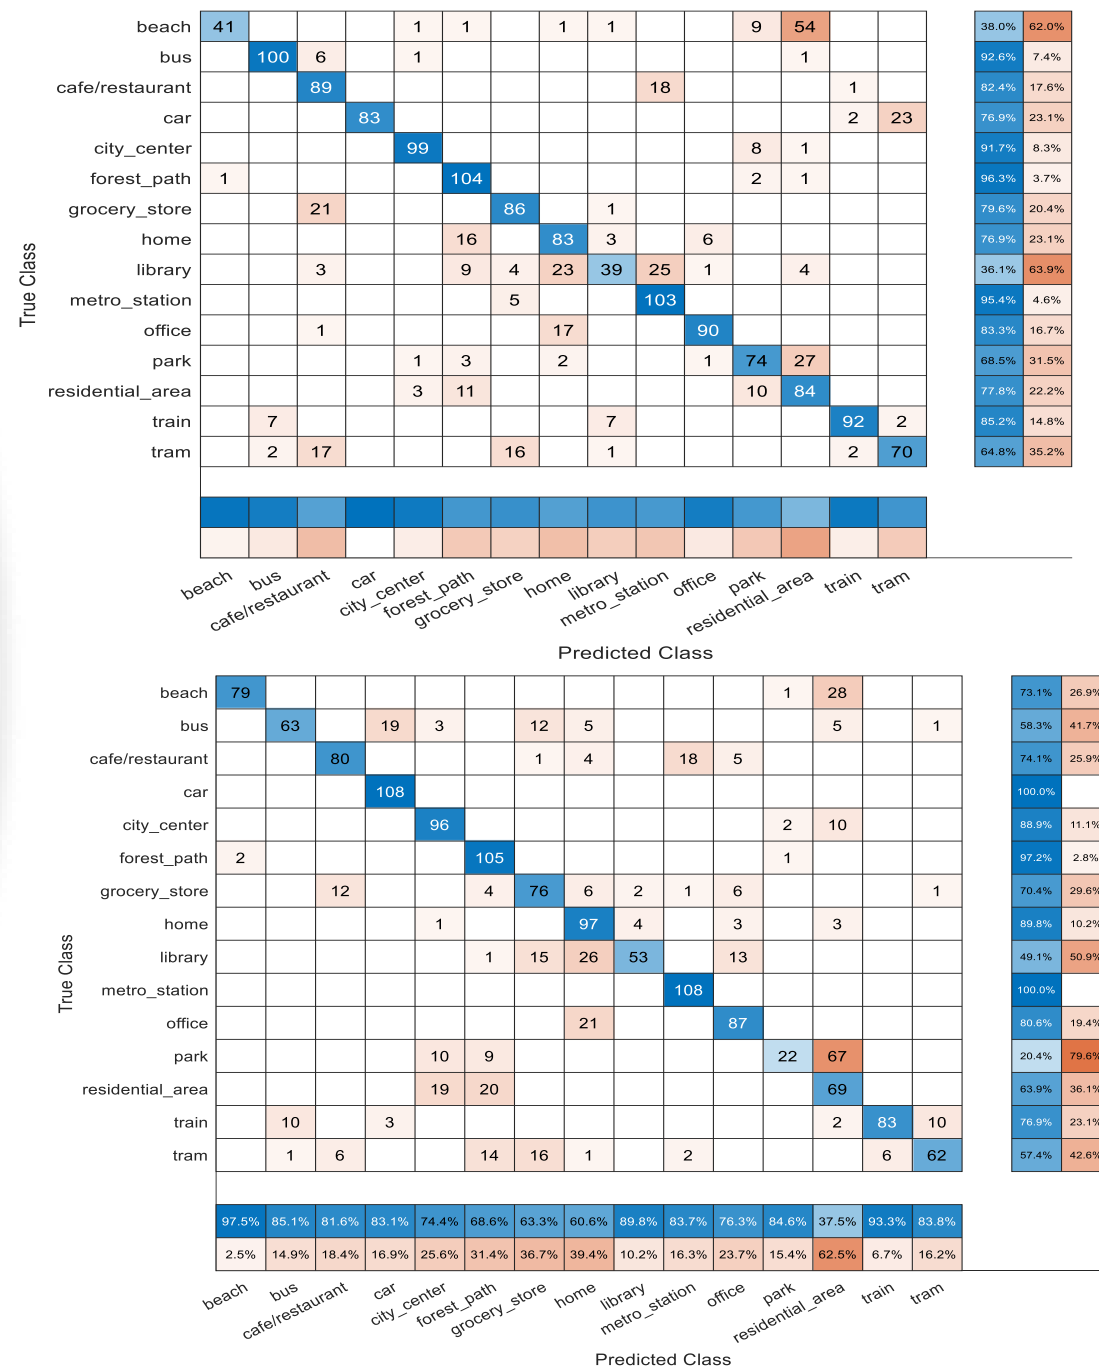 beach 41 1 1 1 1 9 54 38.0% 62.0%
bus 100 6 1 1 92.6% 7.4%
cafe/restaurant 89 18 1 82.4% 17.6%
car 83 2 23 76.9% 23.1%
city_center 99 8 1 91.7% 8.3%
forest_path 1 104 2 1 96.3% 3.7%
grocery_store 21 86 1 79.6% 20.4%
home 16 83 3 6 76.9% 23.1%
library 3 9 4 23 39 25 1 4 36.1% 63.9%
metro_station 5 103 95.4% 4.6%
office 1 17 90 83.3% 16.7%
park 1 3 2 1 74 27 68.5% 31.5%
residential_area 3 11 10 84 77.8% 22.2%
train 7 7 92 2 85.2% 14.8%
tram 2 17 16 1 2 70 64.8% 35.2%
True Class
beach bus cafe/restaurant car city_center forest_path grocery_store home library metro_station office park residential_area train tram
Predicted Class
beach 79 1 28 73.1% 26.9%
bus 63 19 3 12 5 5 1 58.3% 41.7%
cafe/restaurant 80 1 4 18 5 74.1% 25.9%
car 108 100.0%
city_center 96 2 10 88.9% 11.1%
forest_path 2 105 1 97.2% 2.8%
grocery_store 12 4 76 6 2 1 6 1 70.4% 29.6%
home 1 97 4 3 3 89.8% 10.2%
library 1 15 26 53 13 49.1% 50.9%
metro_station 108 100.0%
office 21 87 80.6% 19.4%
park 10 9 22 67 20.4% 79.6%
residential_area 19 20 69 63.9% 36.1%
train 10 3 2 83 10 76.9% 23.1%
tram 1 6 14 16 1 2 6 62 57.4% 42.6%
True Class
97.5% 85.1% 81.6% 83.1% 74.4% 68.6% 63.3% 60.6% 89.8% 83.7% 76.3% 84.6% 37.5% 93.3% 83.8%
2.5% 14.9% 18.4% 16.9% 25.6% 31.4% 36.7% 39.4% 10.2% 16.3% 23.7% 15.4% 62.5% 6.7% 16.2%
beach bus cafe/restaurant car city_center forest_path grocery_store home library metro_station office park residential_area train tram
Predicted Class